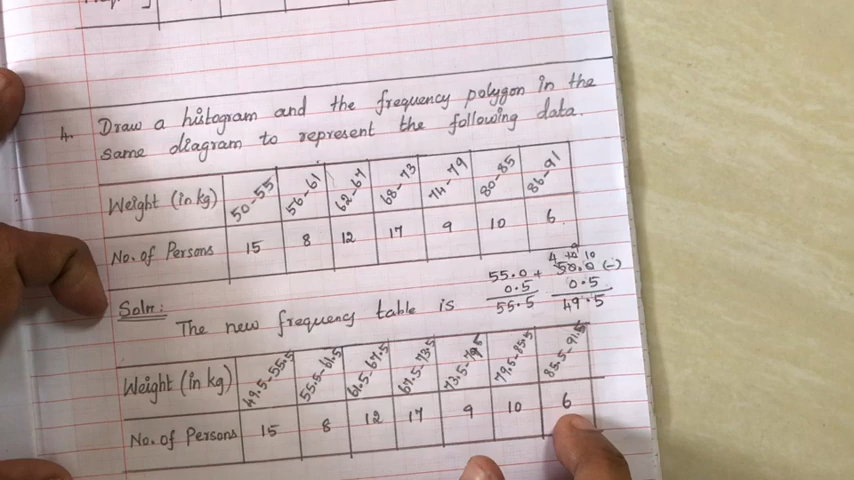 4. Draw a histogram and the frequency polygon in the
same diagram to represent the following data.
Weight (in kg) 50-55 56-61 62-67 68-73 74-79 80-85 86-91
No. of Persons 15 8 12 17 9 10 6
55.0 + 50.0 (-)
0.5 0.5
55.5 49.5
Soln:
The new frequency table is
Weight (in kg) 49.5-55.5 55.5-61.5 61.5-67.5 67.5-73.5 73.5-79.5 79.5-85.5 85.5-91.5
No. of Persons 15 8 12 17 9 10 6